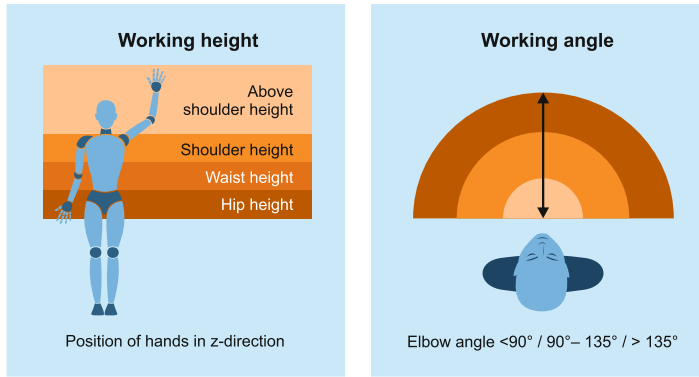 Working height
Above
shoulder height
Shoulder height
Waist height
Hip height
Position of hands in z-direction
Working angle
Elbow angle <90° / 90°– 135° / > 135°